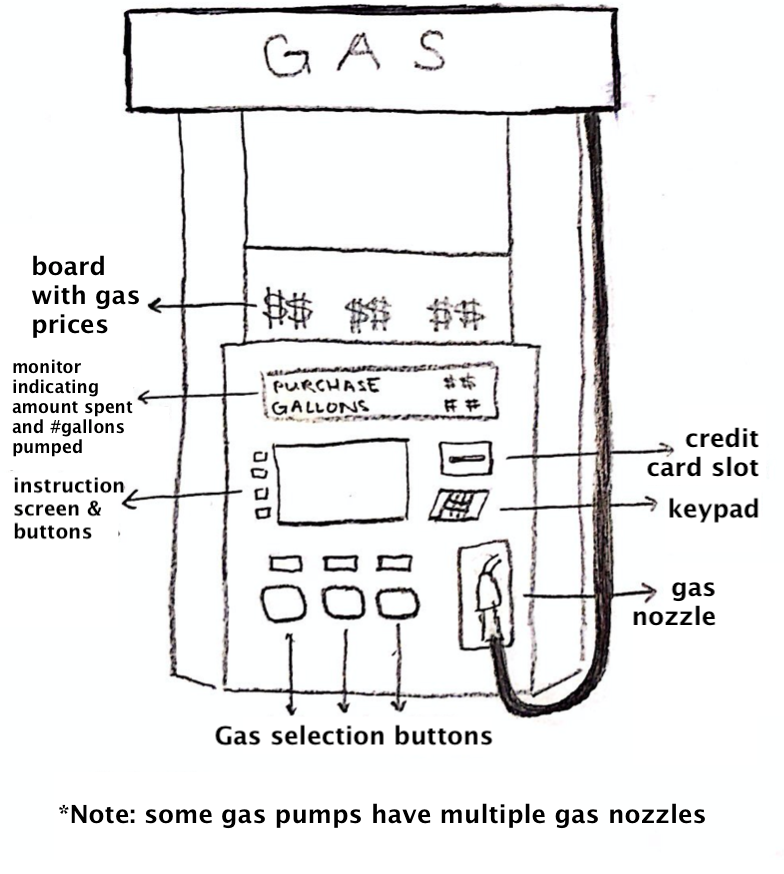 GAS
board
with gas
prices
$$ $$ $$
monitor
indicating
amount spent
and #gallons
pumped
PURCHASE $$
GALLONS ##
credit
card slot
instruction
screen &
buttons
keypad
gas
nozzle
Gas selection buttons
*Note: some gas pumps have multiple gas nozzles